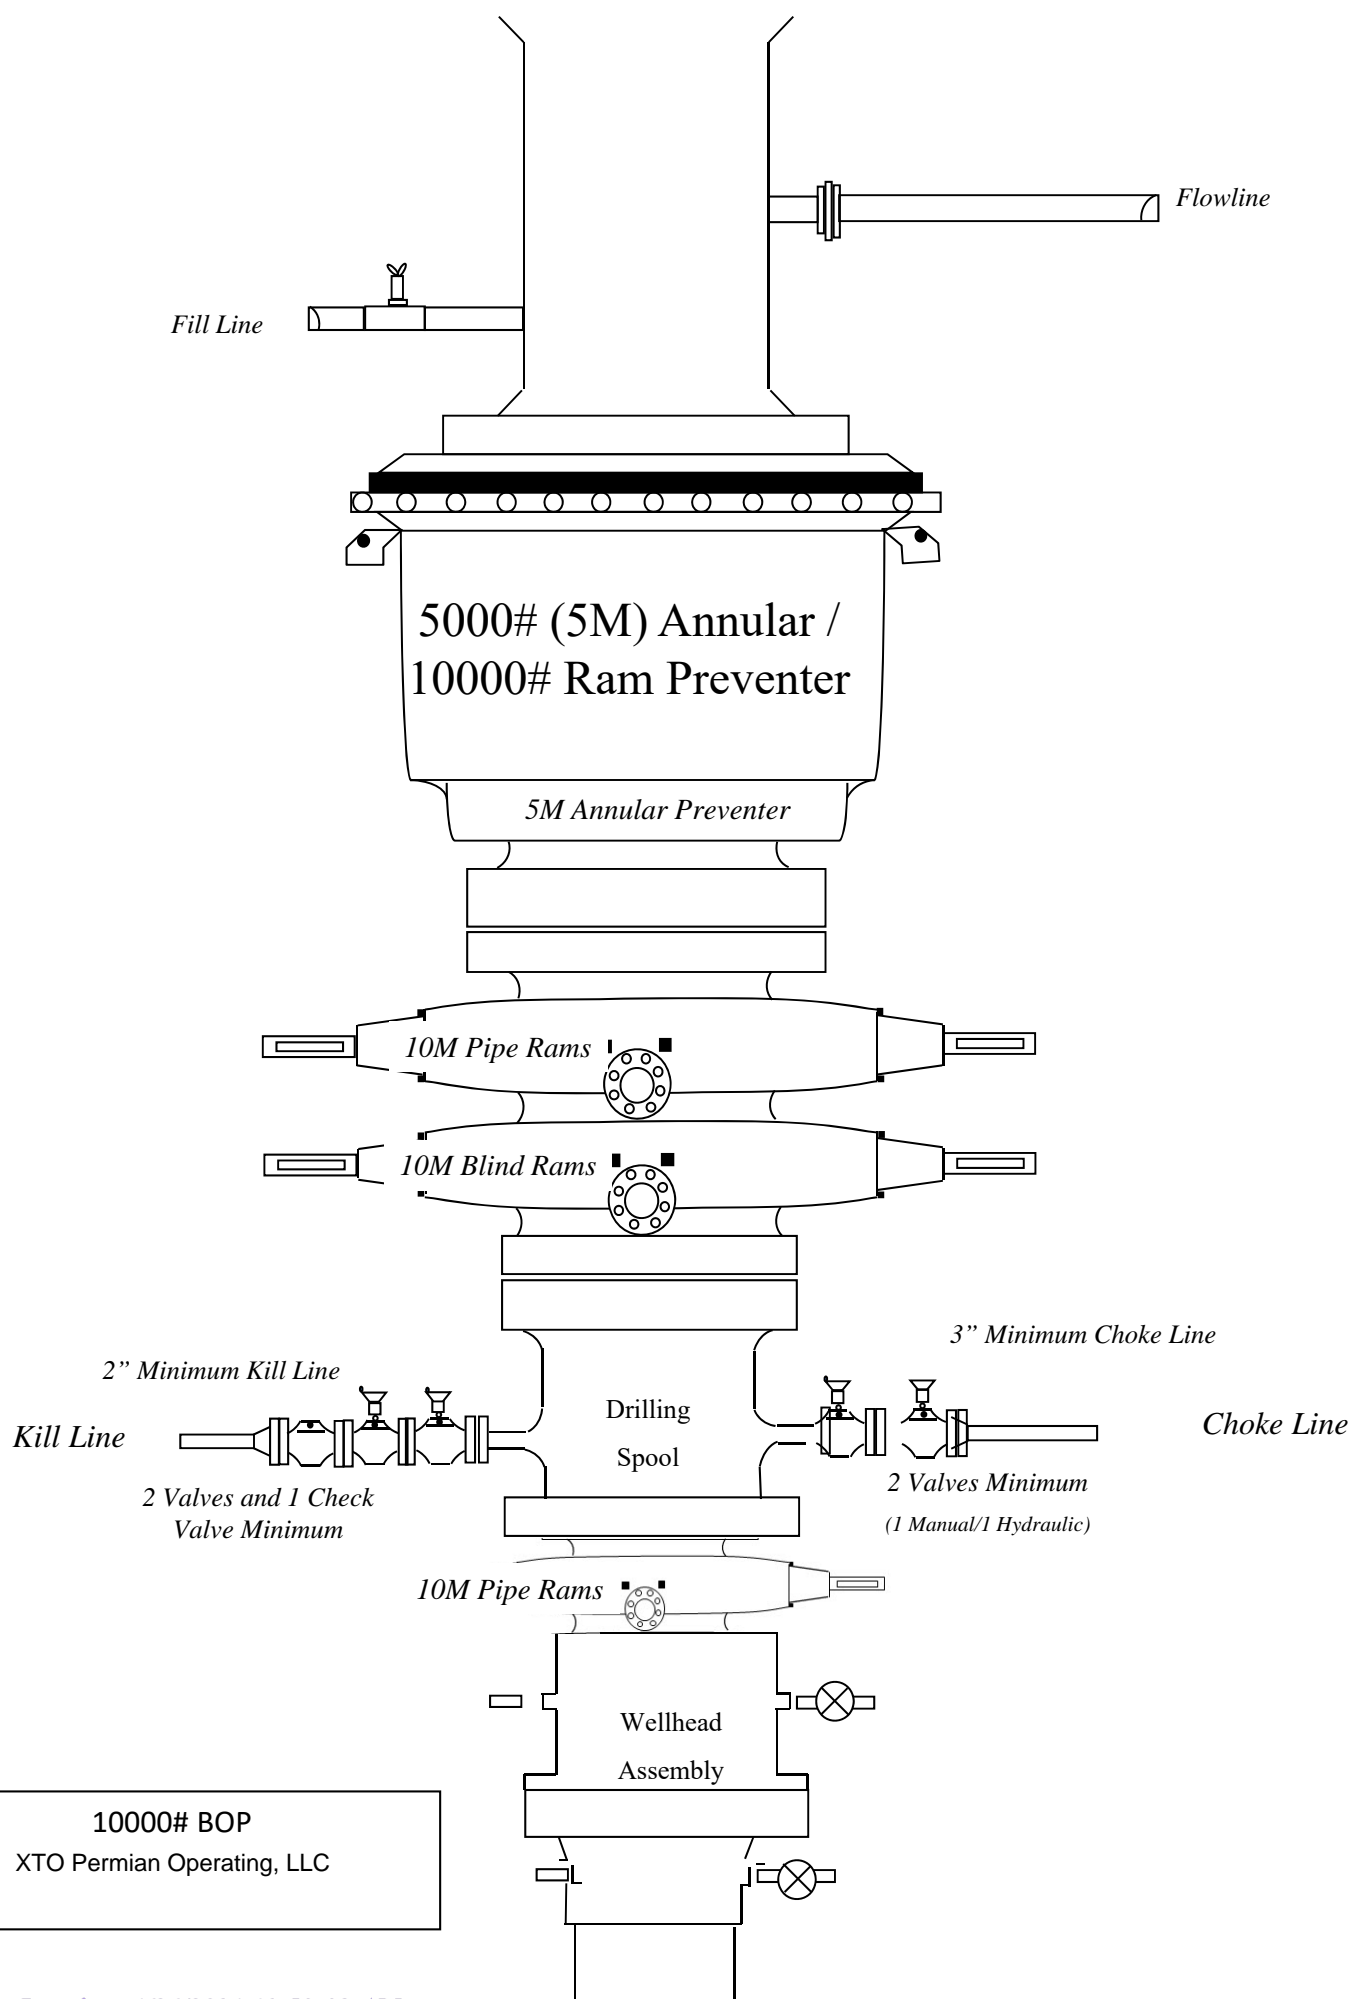 Flowline
Fill Line
5000# (5M) Annular /
10000# Ram Preventer
5M Annular Preventer
10M Pipe Rams
10M Blind Rams
3” Minimum Choke Line
2” Minimum Kill Line
Drilling
Spool
Kill Line
Choke Line
2 Valves and 1 Check
Valve Minimum
2 Valves Minimum
(1 Manual/1 Hydraulic)
10M Pipe Rams
Wellhead
Assembly
10000# BOP
XTO Permian Operating, LLC